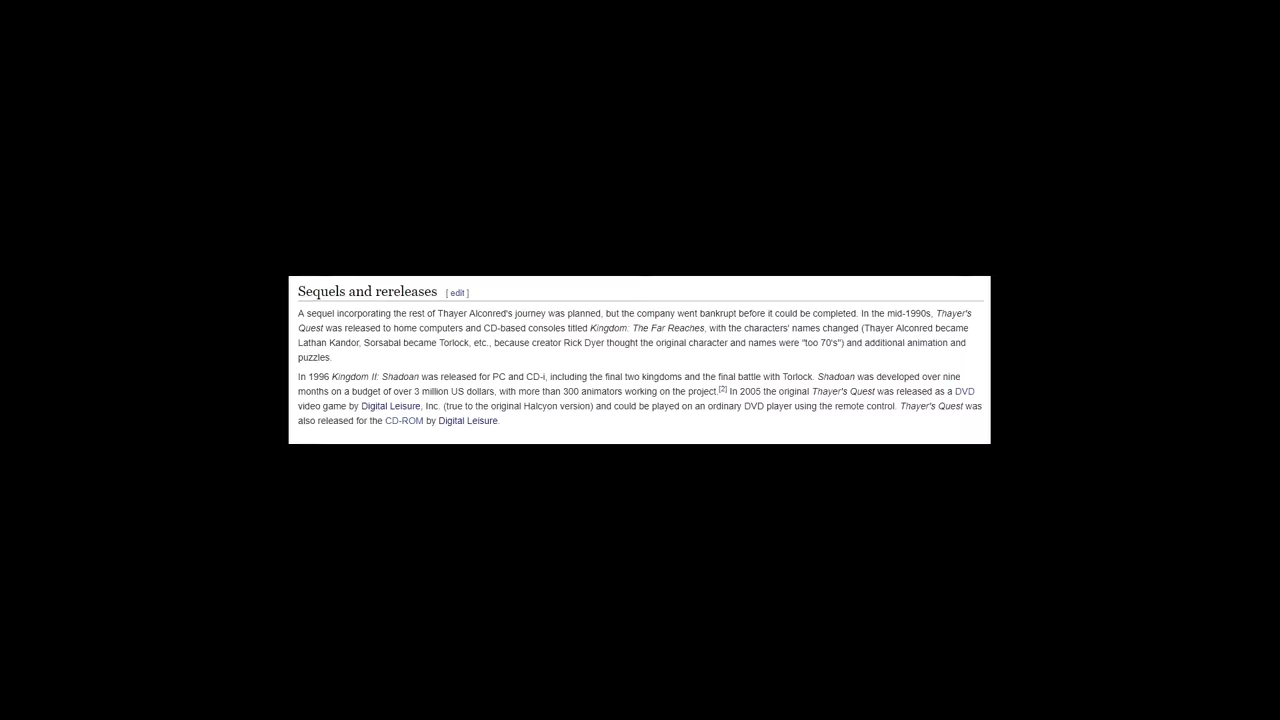 Sequels and rereleases [ edit ]
A sequel incorporating the rest of Thayer Alconred's journey was planned, but the company went bankrupt before it could be completed. In the mid-1990s, Thayer's
Quest was released to home computers and CD-based consoles titled Kingdom: The Far Reaches, with the characters' names changed (Thayer Alconred became
Lathan Kandor, Sorsabal became Torlock, etc., because creator Rick Dyer thought the original character and names were "too 70's") and additional animation and
puzzles.
In 1996 Kingdom II: Shadoan was released for PC and CD-i, including the final two kingdoms and the final battle with Torlock. Shadoan was developed over nine
months on a budget of over 3 million US dollars, with more than 300 animators working on the project.[2] In 2005 the original Thayer's Quest was released as a DVD
video game by Digital Leisure, Inc. (true to the original Halcyon version) and could be played on an ordinary DVD player using the remote control. Thayer's Quest was
also released for the CD-ROM by Digital Leisure.